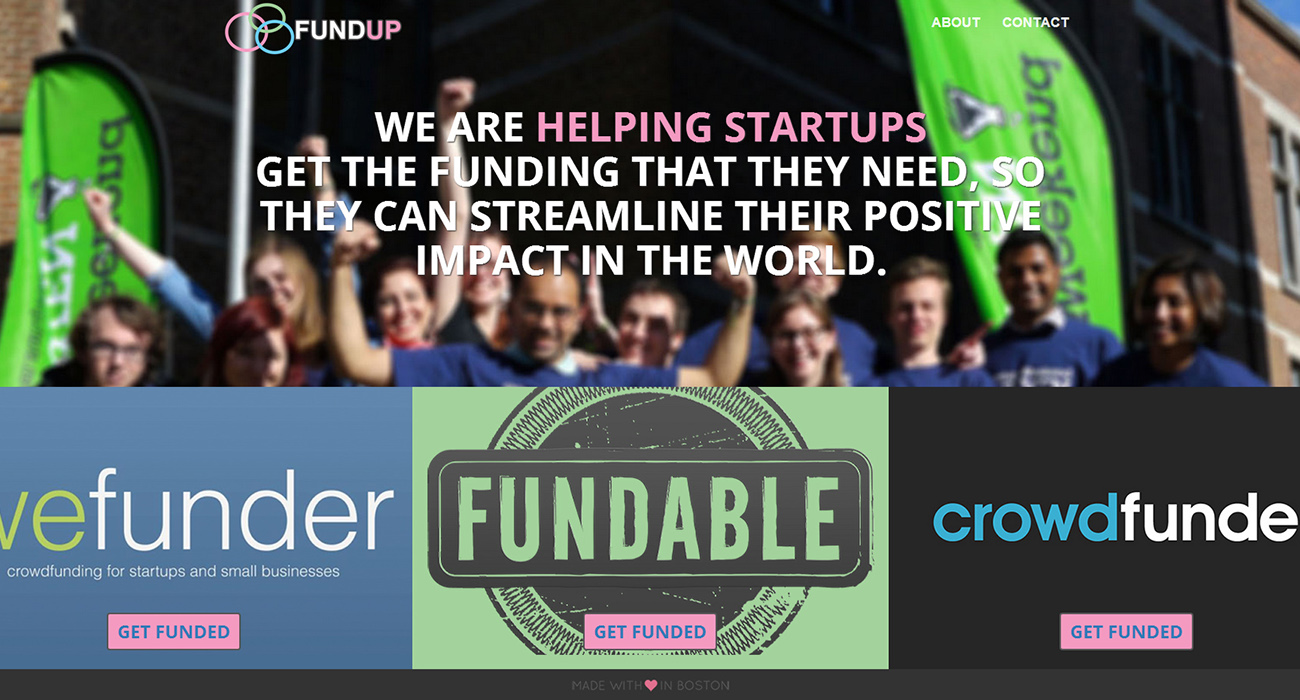 FUNDUP
ABOUT CONTACT
WE ARE HELPING STARTUPS
GET THE FUNDING THAT THEY NEED, SO
THEY CAN STREAMLINE THEIR POSITIVE
IMPACT IN THE WORLD.
wefunder
crowdfunding for startups and small businesses
GET FUNDED
FUNDABLE
GET FUNDED
crowdfunde
GET FUNDED
MADE WITH ❤ IN BOSTON